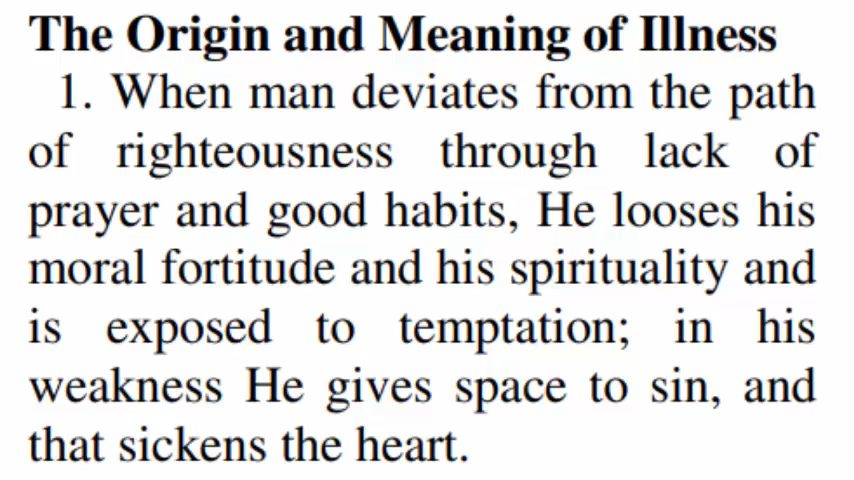 The Origin and Meaning of Illness
1. When man deviates from the path
of righteousness through lack of
prayer and good habits, He looses his
moral fortitude and his spirituality and
is exposed to temptation; in his
weakness He gives space to sin, and
that sickens the heart.